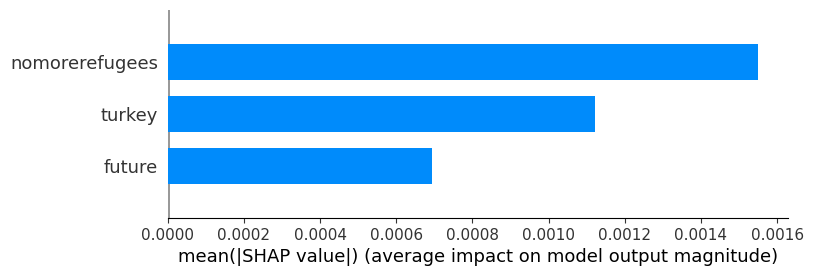 nomorerefugees
turkey
future
0.0000 0.0002 0.0004 0.0006 0.0008 0.0010 0.0012 0.0014 0.0016
mean(|SHAP value|) (average impact on model output magnitude)